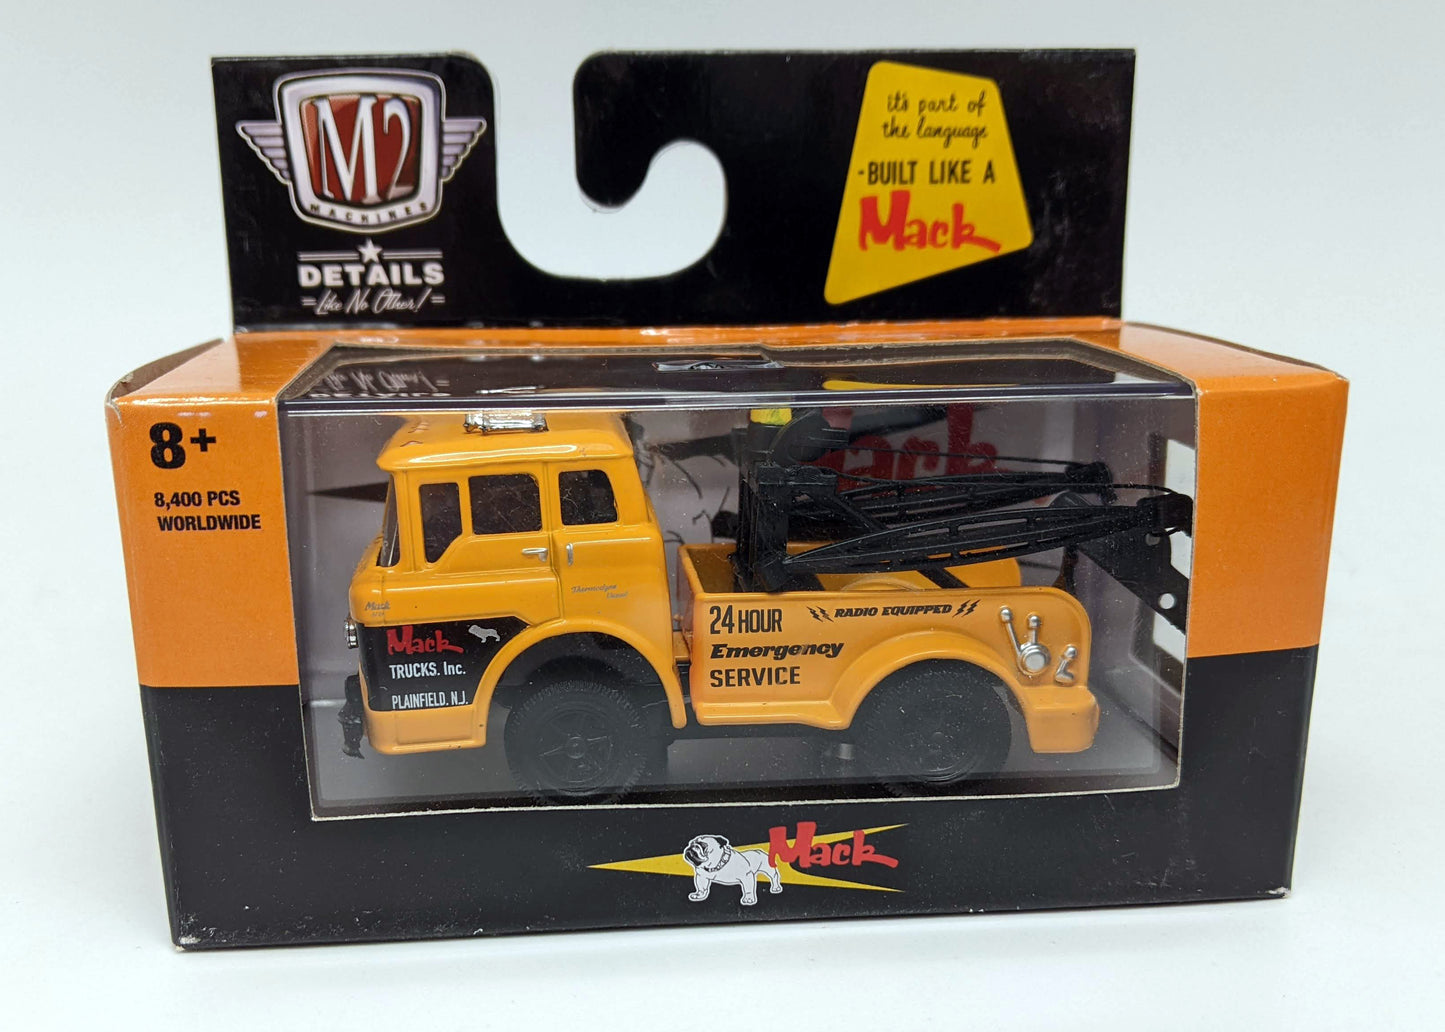 M2
MACHINES
DETAILS
Like No Other!
it's part of
the language
-BUILT LIKE A
Mack
8+
8,400 PCS
WORLDWIDE
Mack
Mack
TRUCKS. Inc.
PLAINFIELD. N.J.
Thermodyne
Diesel
24 HOUR
RADIO EQUIPPED
Emergency
SERVICE
Mack